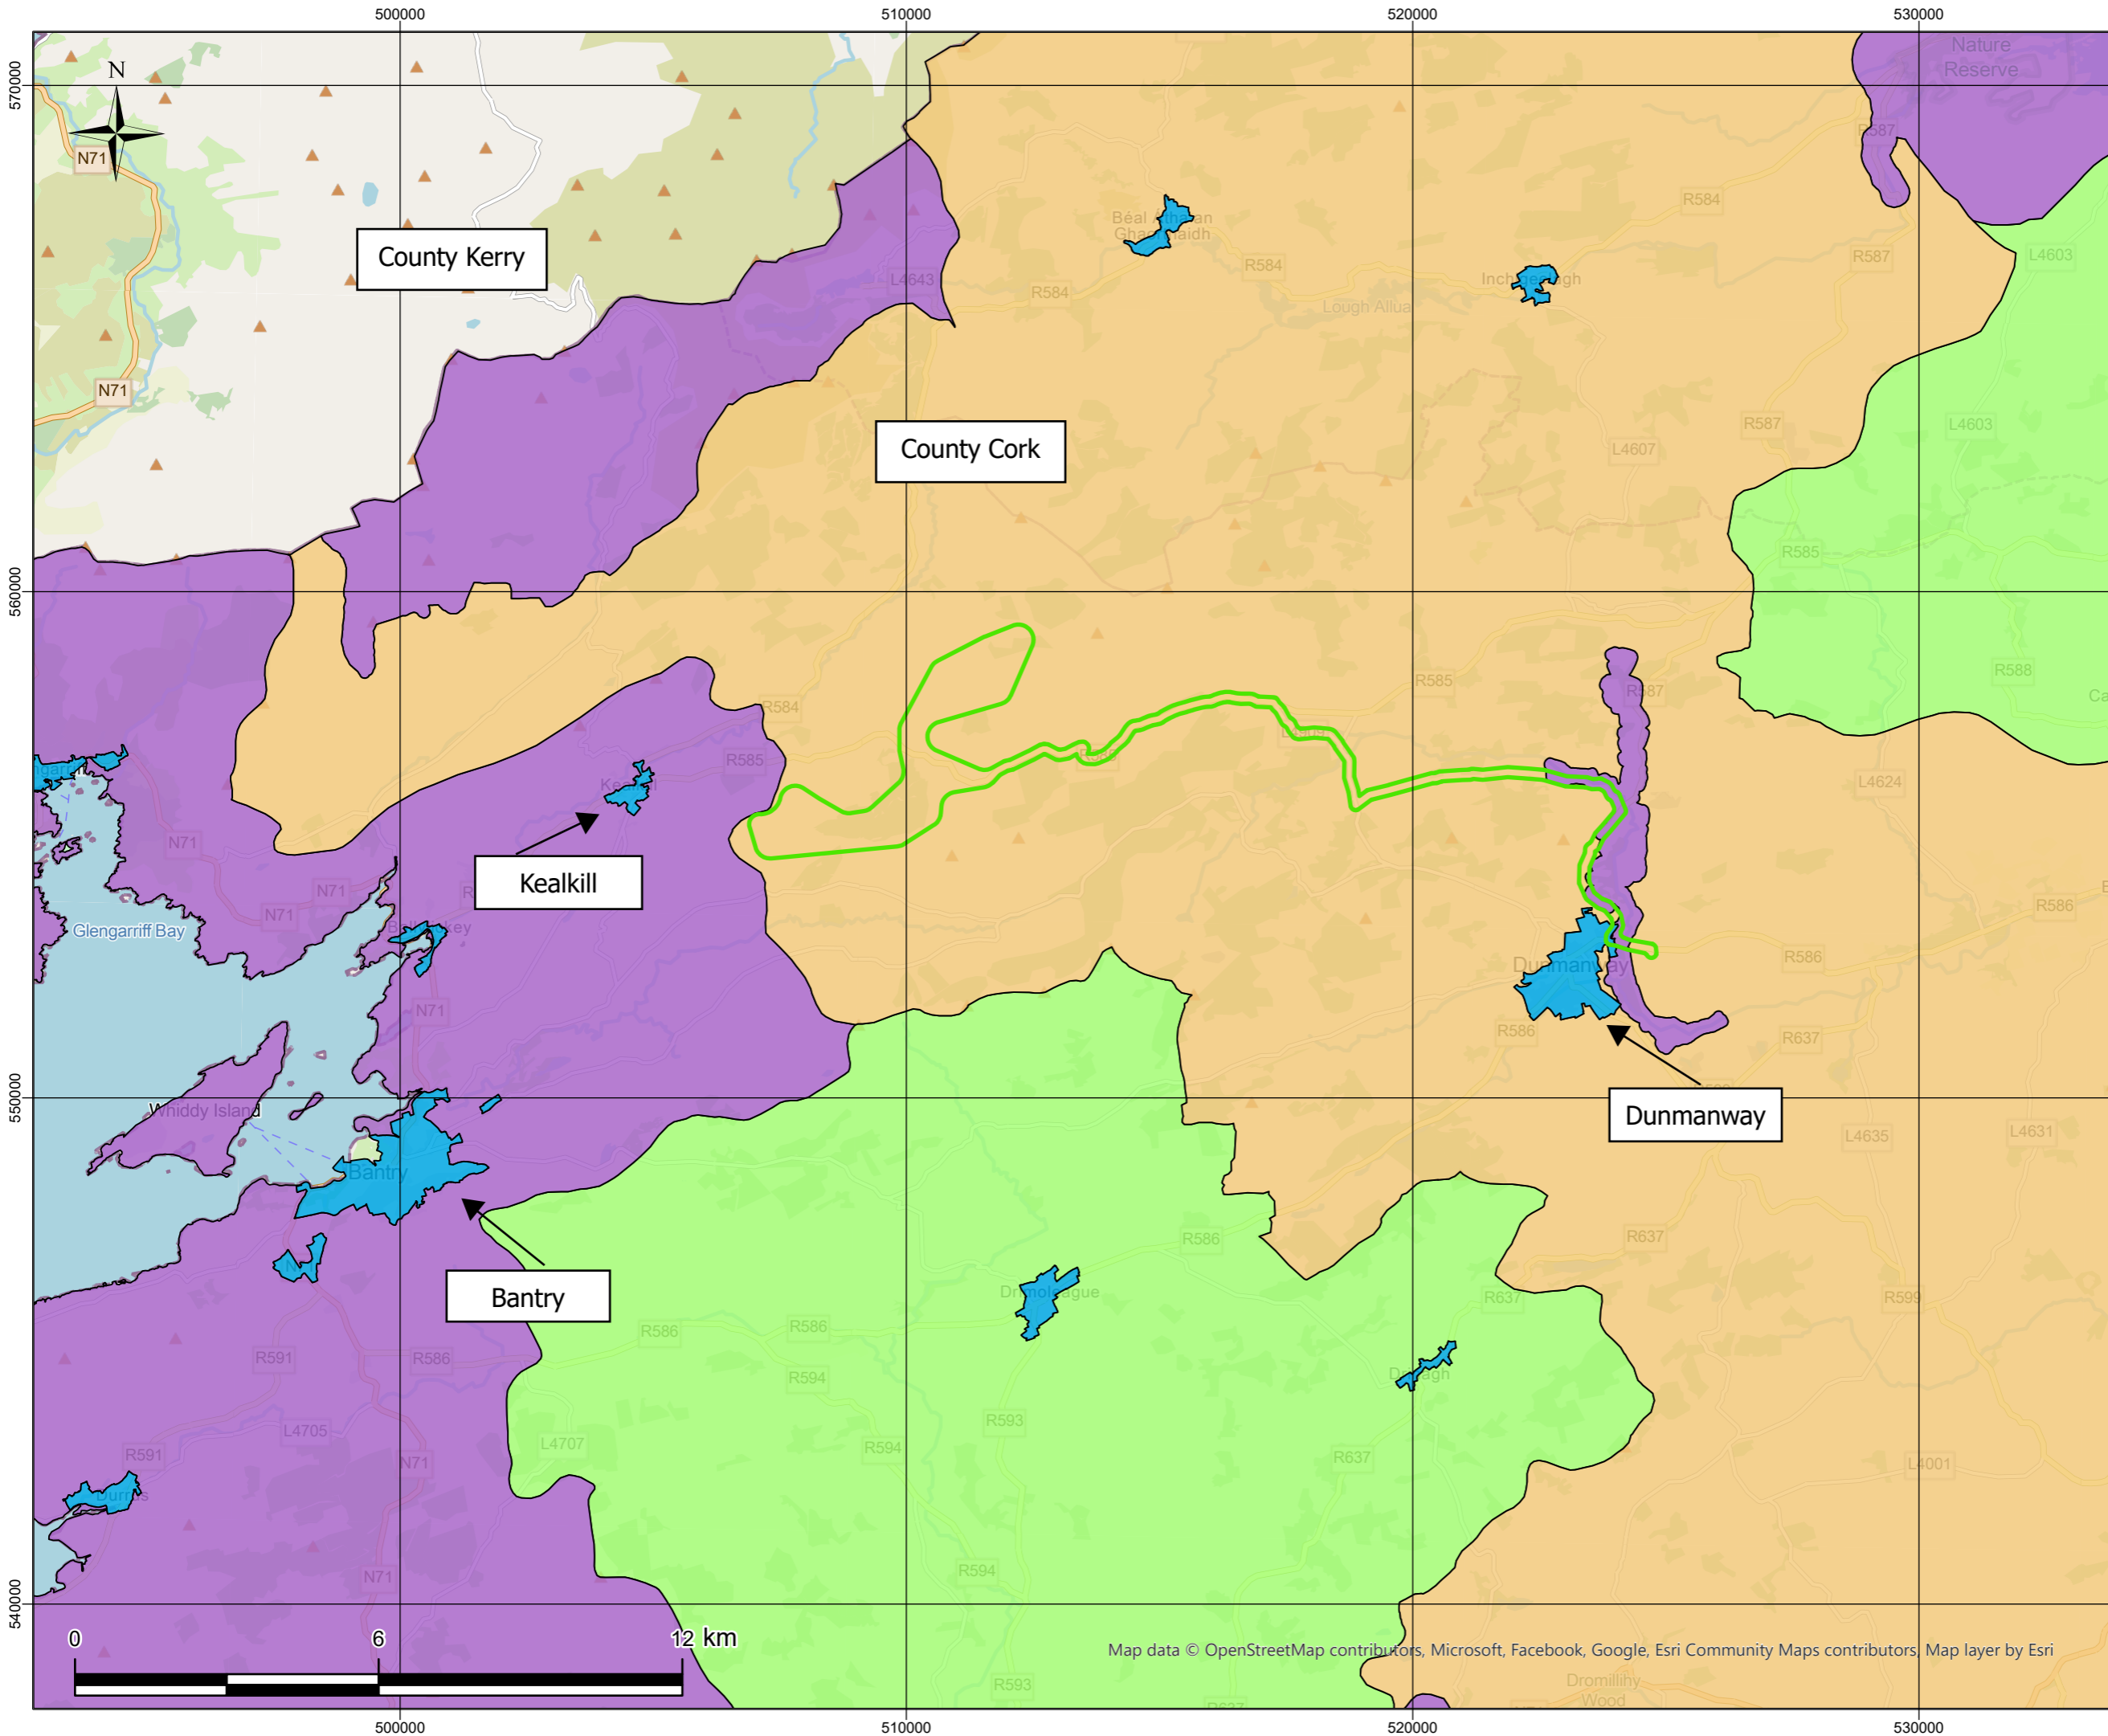 500000
510000
520000
530000
Nature
Reserve
570000
N
N71
R587
R584
County Kerry
Lough Allua
R584
R587
L4603
L4643
R584
R584
N71
County Cork
R587
L4603
L4607
560000
R585
R588
R585
R587
R584
R585
L4624
N71
Kealkill
N71
N71
R586
Glengarriff Bay
Dunmanway
R586
N71
R586
R637
550000
Whiddy Island
Dunmanway
L4635
L4631
Bantry
R586
R637
Bantry
R637
R599
R586
R586
R591
R586
R594
L4705
R593
L4707
R594
R637
L4001
R591
N71
N71
R594
540000
0
6
12 km
Map data © OpenStreetMap contributors, Microsoft, Facebook, Google, Esri Community Maps contributors, Map layer by Esri
R593
R637
Dromillihy
Wood
500000
510000
520000
530000